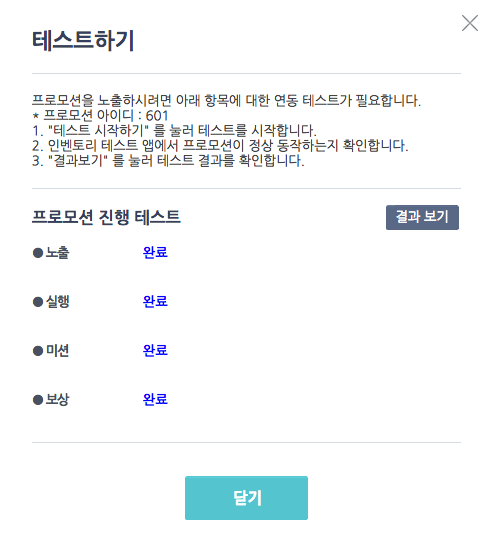 테스트하기
프로모션을 노출하시려면 아래 항목에 대한 연동 테스트가 필요합니다.
* 프로모션 아이디 : 601
1. "테스트 시작하기" 를 눌러 테스트를 시작합니다.
2. 인벤토리 테스트 앱에서 프로모션이 정상 동작하는지 확인합니다.
3. "결과보기" 를 눌러 테스트 결과를 확인합니다.
프로모션 진행 테스트 결과 보기
● 노출 완료
● 실행 완료
● 미션 완료
● 보상 완료
닫기